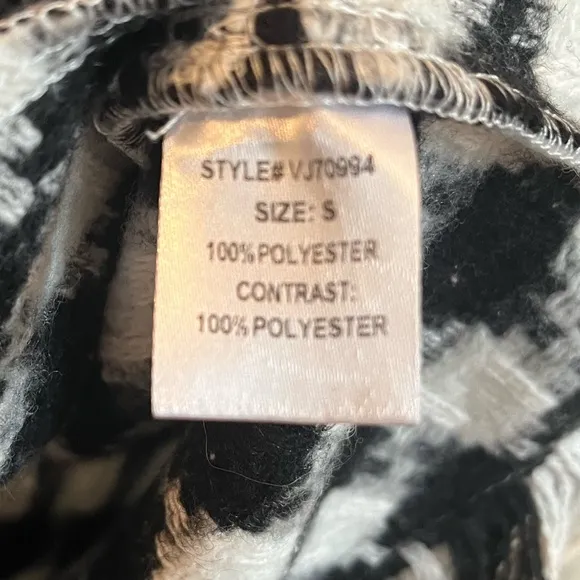 STYLE# VJ70994
SIZE: S
100% POLYESTER
CONTRAST:
100% POLYESTER